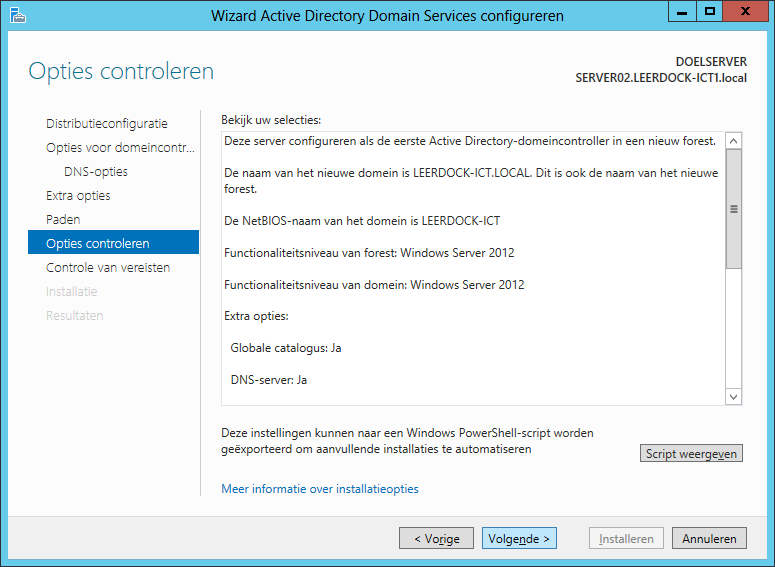 Wizard Active Directory Domain Services configureren
Opties controleren
DOELSERVER
SERVER02.LEERDOCK-ICT1.local
Distributieconfiguratie
Opties voor domeincontr...
DNS-opties
Extra opties
Paden
Opties controleren
Controle van vereisten
Installatie
Resultaten
Bekijk uw selecties:
Deze server configureren als de eerste Active Directory-domeincontroller in een nieuw forest.
De naam van het nieuwe domein is LEERDOCK-ICT.LOCAL. Dit is ook de naam van het nieuwe
forest.
De NetBIOS-naam van het domein is LEERDOCK-ICT
Functionaliteitsniveau van forest: Windows Server 2012
Functionaliteitsniveau van domein: Windows Server 2012
Extra opties:
Globale catalogus: Ja
DNS-server: Ja
Deze instellingen kunnen naar een Windows PowerShell-script worden
geëxporteerd om aanvullende installaties te automatiseren
Script weergeven
Meer informatie over installatieopties
< Vorige
Volgende >
Installeren
Annuleren